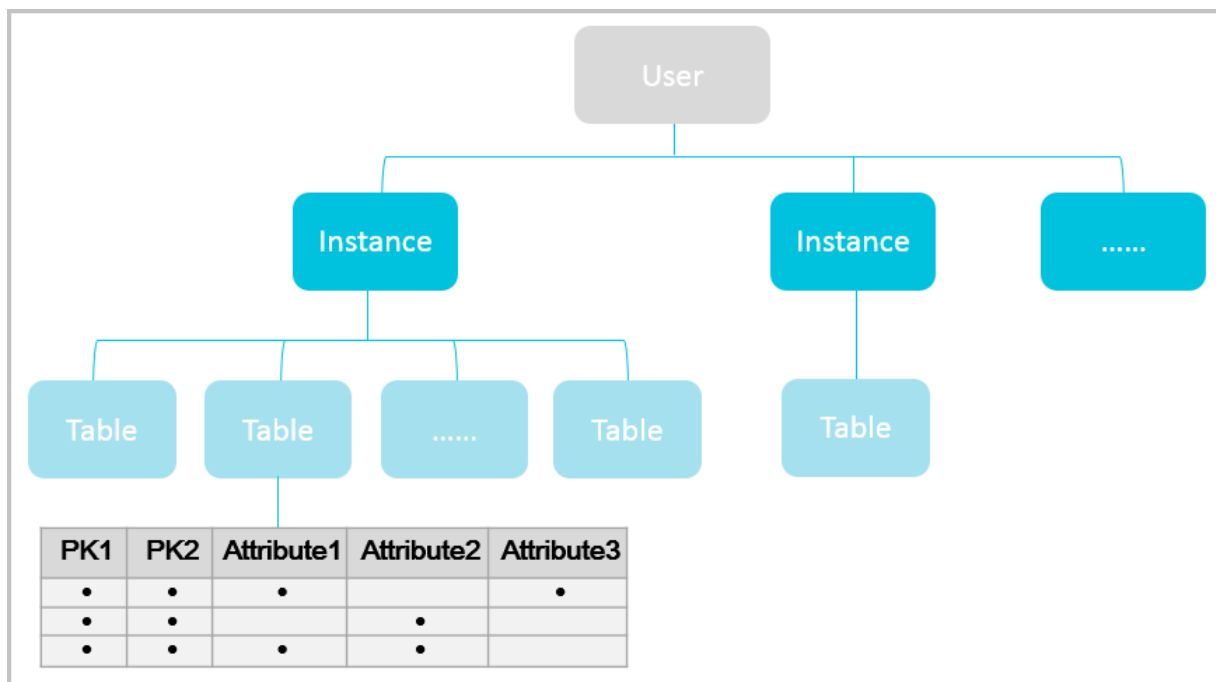 User
Instance Instance ......
Table Table ...... Table Table
PK1 PK2 Attribute1 Attribute2 Attribute3
• • • •
• • •
• • • •